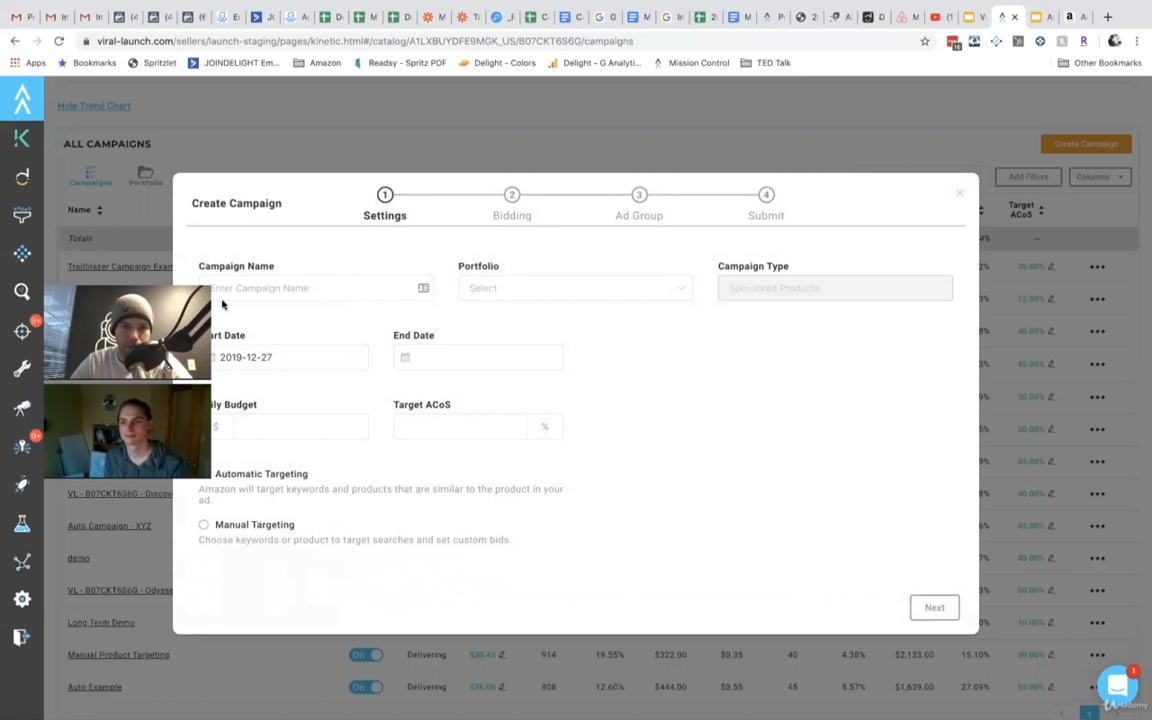 viral-launch.com/sellers/launch-staging/pages/kinetic.html#/catalog/A1LXBUYDFE9MGK_US/B07CKT6S6G/campaigns
Apps Bookmarks Spritzlet JOINDELIGHT Em... Amazon Readsy - Spritz PDF Delight - Colors Delight - G Analyti... Mission Control TED Talk Other Bookmarks
Hide Trend Chart
ALL CAMPAIGNS
Create Campaign
Campaigns Portfolio
Add Filters Columns
Name
Target
ACoS
Totals
--
Create Campaign
1 2 3 4
Settings Bidding Ad Group Submit
Trailblazer Campaign Exam
35.00%
Campaign Name Portfolio Campaign Type
Enter Campaign Name Select Sponsored Products
12.00%
40.00%
art Date End Date
2019-12-27
45.00%
30.00%
ily Budget Target ACoS
$ %
20.00%
45.00%
Automatic Targeting
Amazon will target keywords and products that are similar to the product in your
ad.
VL - B07CKT6S6G - Discov
40.00%
Manual Targeting
Auto Campaign - XYZ
45.00%
Choose keywords or product to target searches and set custom bids.
demo
45.00%
VL - B07CKT6S6G - Odysse
50.00%
Next
Long Term Demo
10.00%
Manual Product Targeting On Delivering $30.42 914 19.55% $322.00 $0.35 40 4.38% $2,133.00 15.10% 30.00%
Auto Example On Delivering $76.05 808 12.60% $444.00 $0.55 45 5.57% $1,639.00 27.09% 55.00%
1
1
Udemy